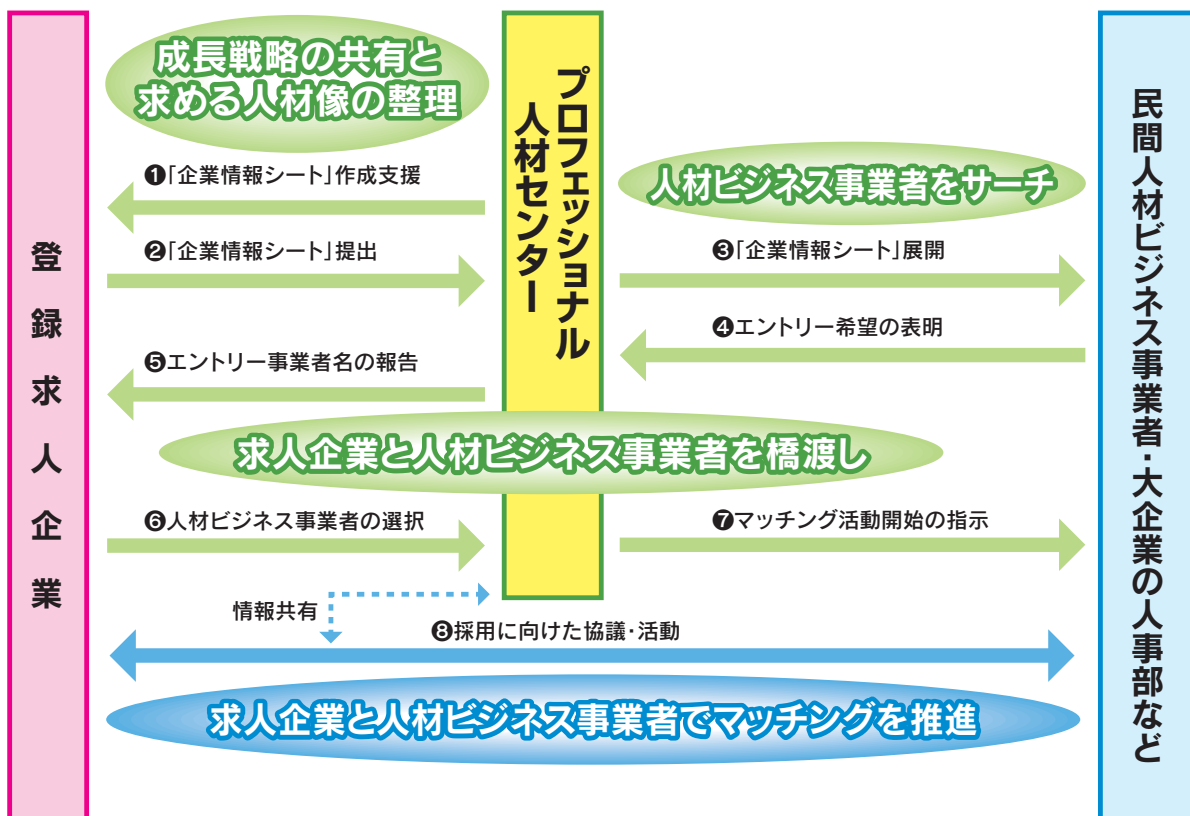 登録求人企業
成長戦略の共有と
求める人材像の整理
❶「企業情報シート」作成支援
❷「企業情報シート」提出
プロフェッショナル
人材センター
人材ビジネス事業者をサーチ
❸「企業情報シート」展開
❹エントリー希望の表明
❺エントリー事業者名の報告
求人企業と人材ビジネス事業者を橋渡し
❻人材ビジネス事業者の選択
❼マッチング活動開始の指示
情報共有
❽採用に向けた協議・活動
求人企業と人材ビジネス事業者でマッチングを推進
民間人材ビジネス事業者・大企業の人事部など